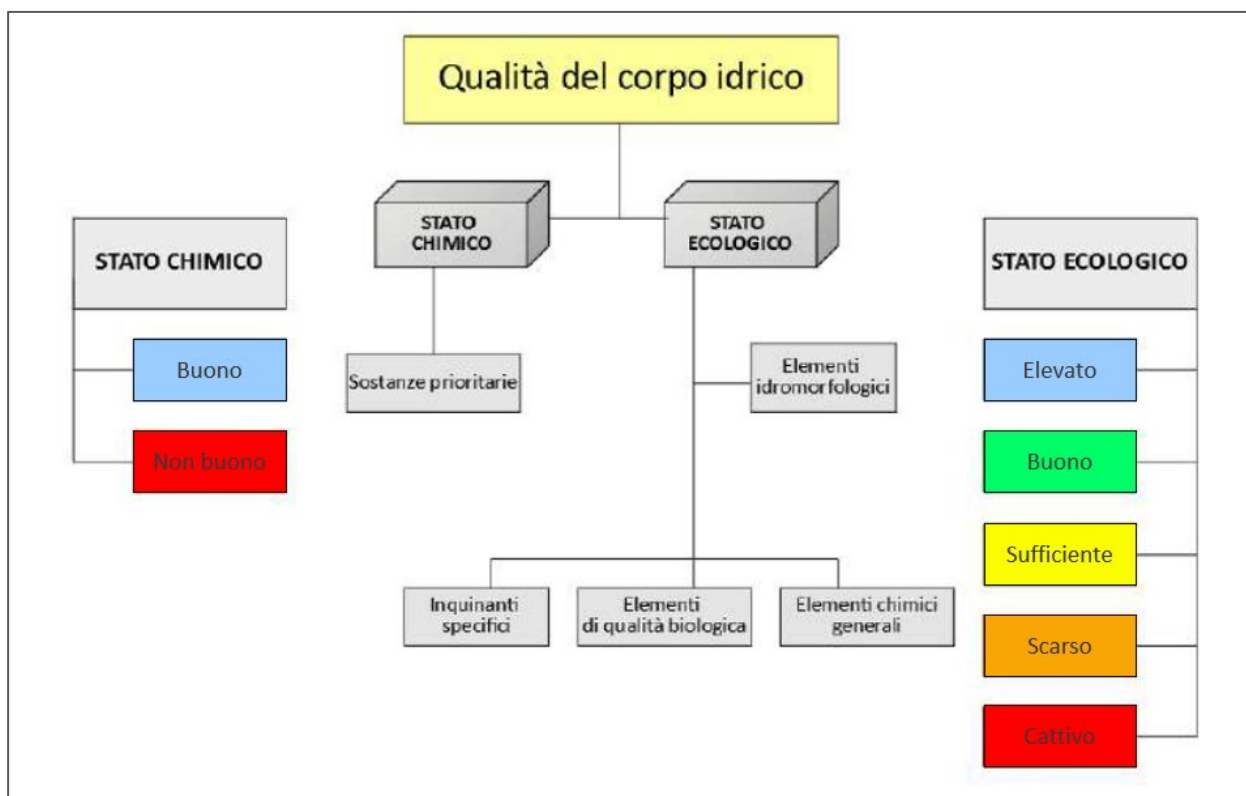 Qualità del corpo idrico
STATO
CHIMICO
STATO
ECOLOGICO
STATO CHIMICO
Buono
Non buono
Sostanze prioritarie
Elementi
idromorfologici
Inquinanti
specifici
Elementi
di qualità biologica
Elementi chimici
generali
STATO ECOLOGICO
Elevato
Buono
Sufficiente
Scarso
Cattivo